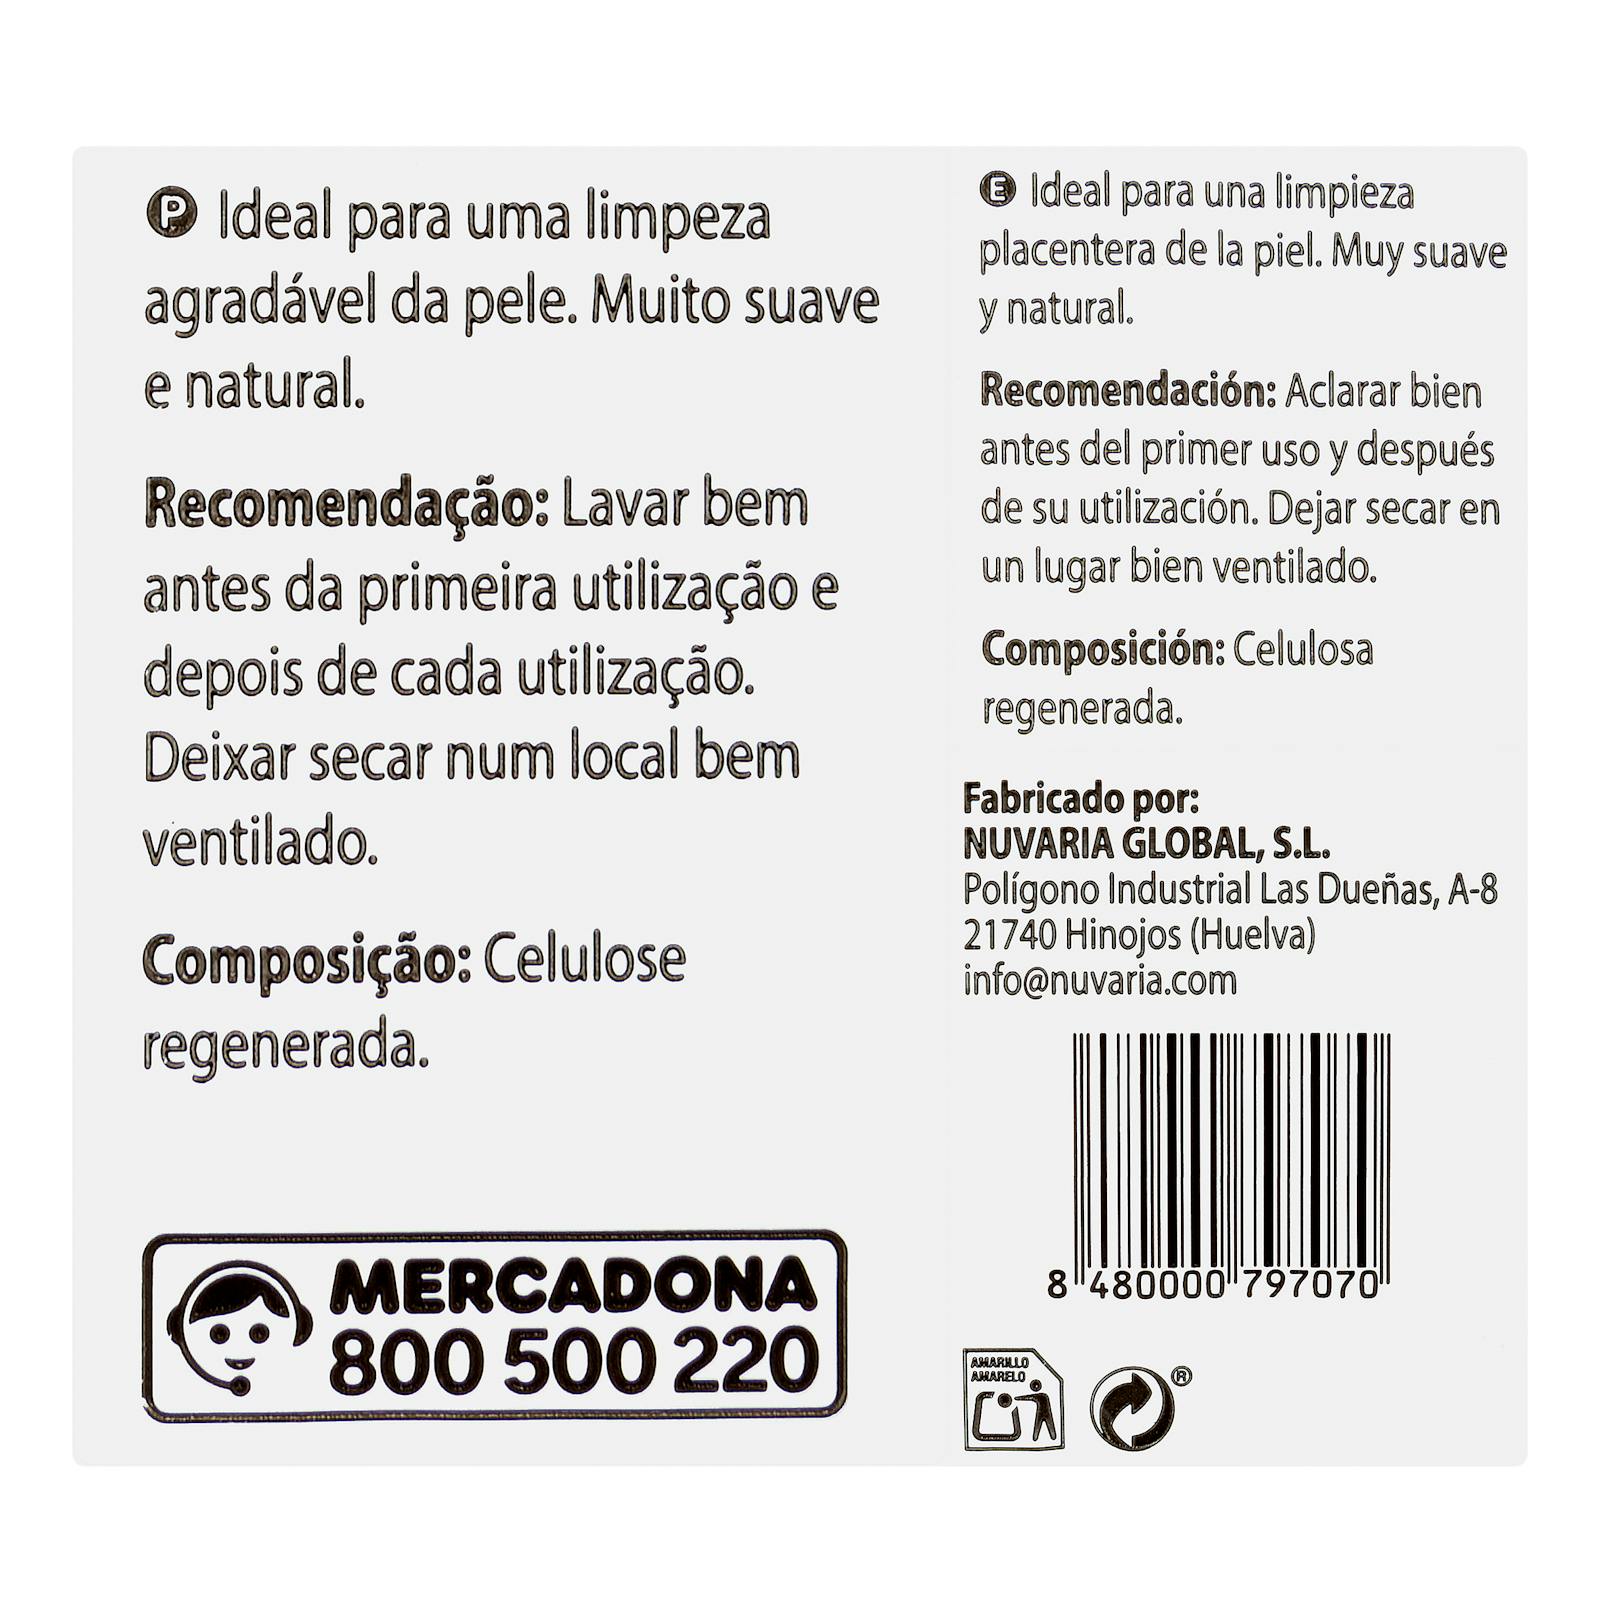 P Ideal para uma limpeza
agradável da pele. Muito suave
e natural.
Recomendação: Lavar bem
antes da primeira utilização e
depois de cada utilização.
Deixar secar num local bem
ventilado.
Composição: Celulose
regenerada.
MERCADONA
800 500 220
E Ideal para una limpieza
placentera de la piel. Muy suave
y natural.
Recomendación: Aclarar bien
antes del primer uso y después
de su utilización. Dejar secar en
un lugar bien ventilado.
Composición: Celulosa
regenerada.
Fabricado por:
NUVARIA GLOBAL, S.L.
Polígono Industrial Las Dueñas, A-8
21740 Hinojos (Huelva)
info@nuvaria.com
8 480000 797070
AMARILLO
AMARELO
®